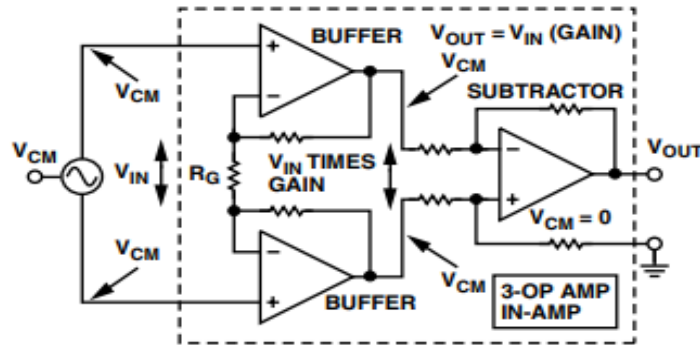 BUFFER
VOUT = VIN (GAIN)
VCM
VCM
SUBTRACTOR
VOUT
VCM
VIN
RG
VIN TIMES
GAIN
+
−
−
+
−
+
VCM = 0
VCM
BUFFER
VCM
3-OP AMP
IN-AMP